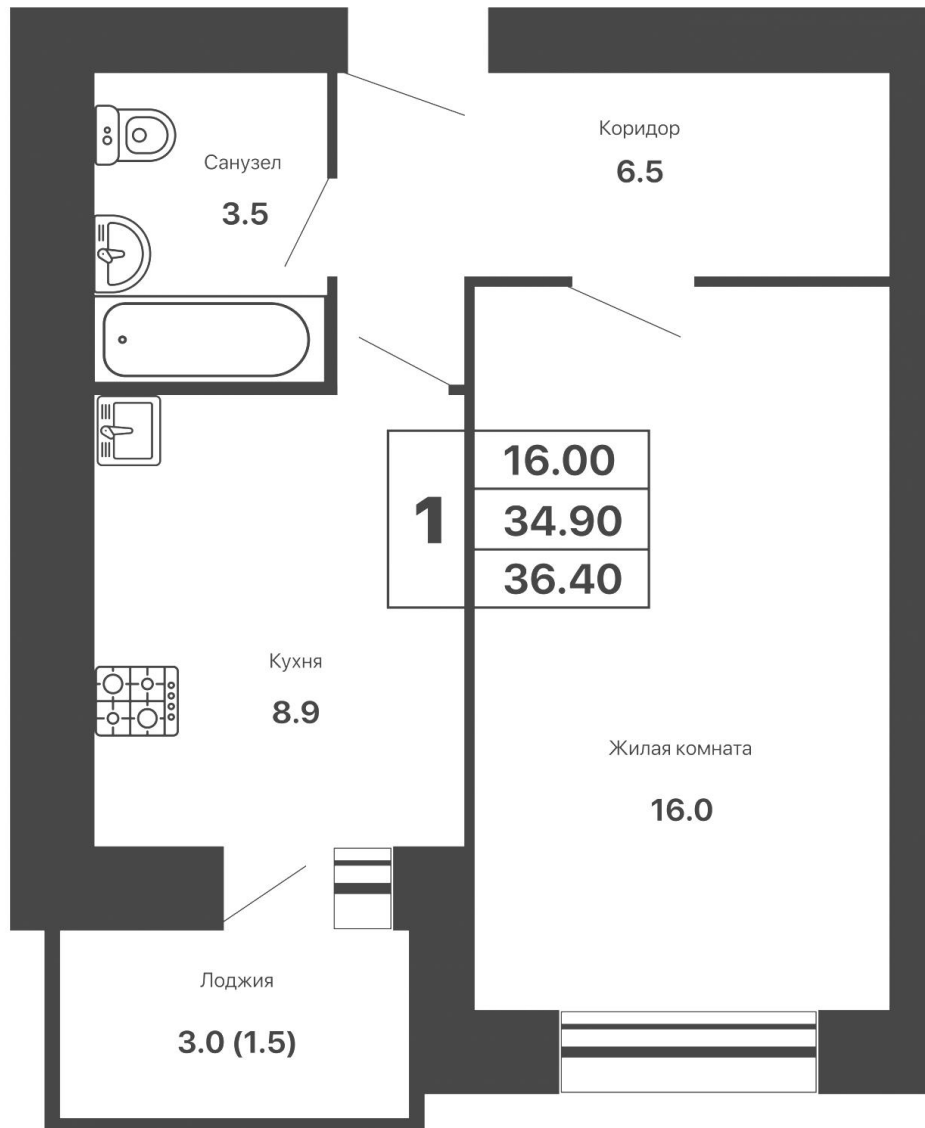 Коридор
6.5
Санузел
3.5
1
16.00
34.90
36.40
Кухня
8.9
Жилая комната
16.0
Лоджия
3.0 (1.5)